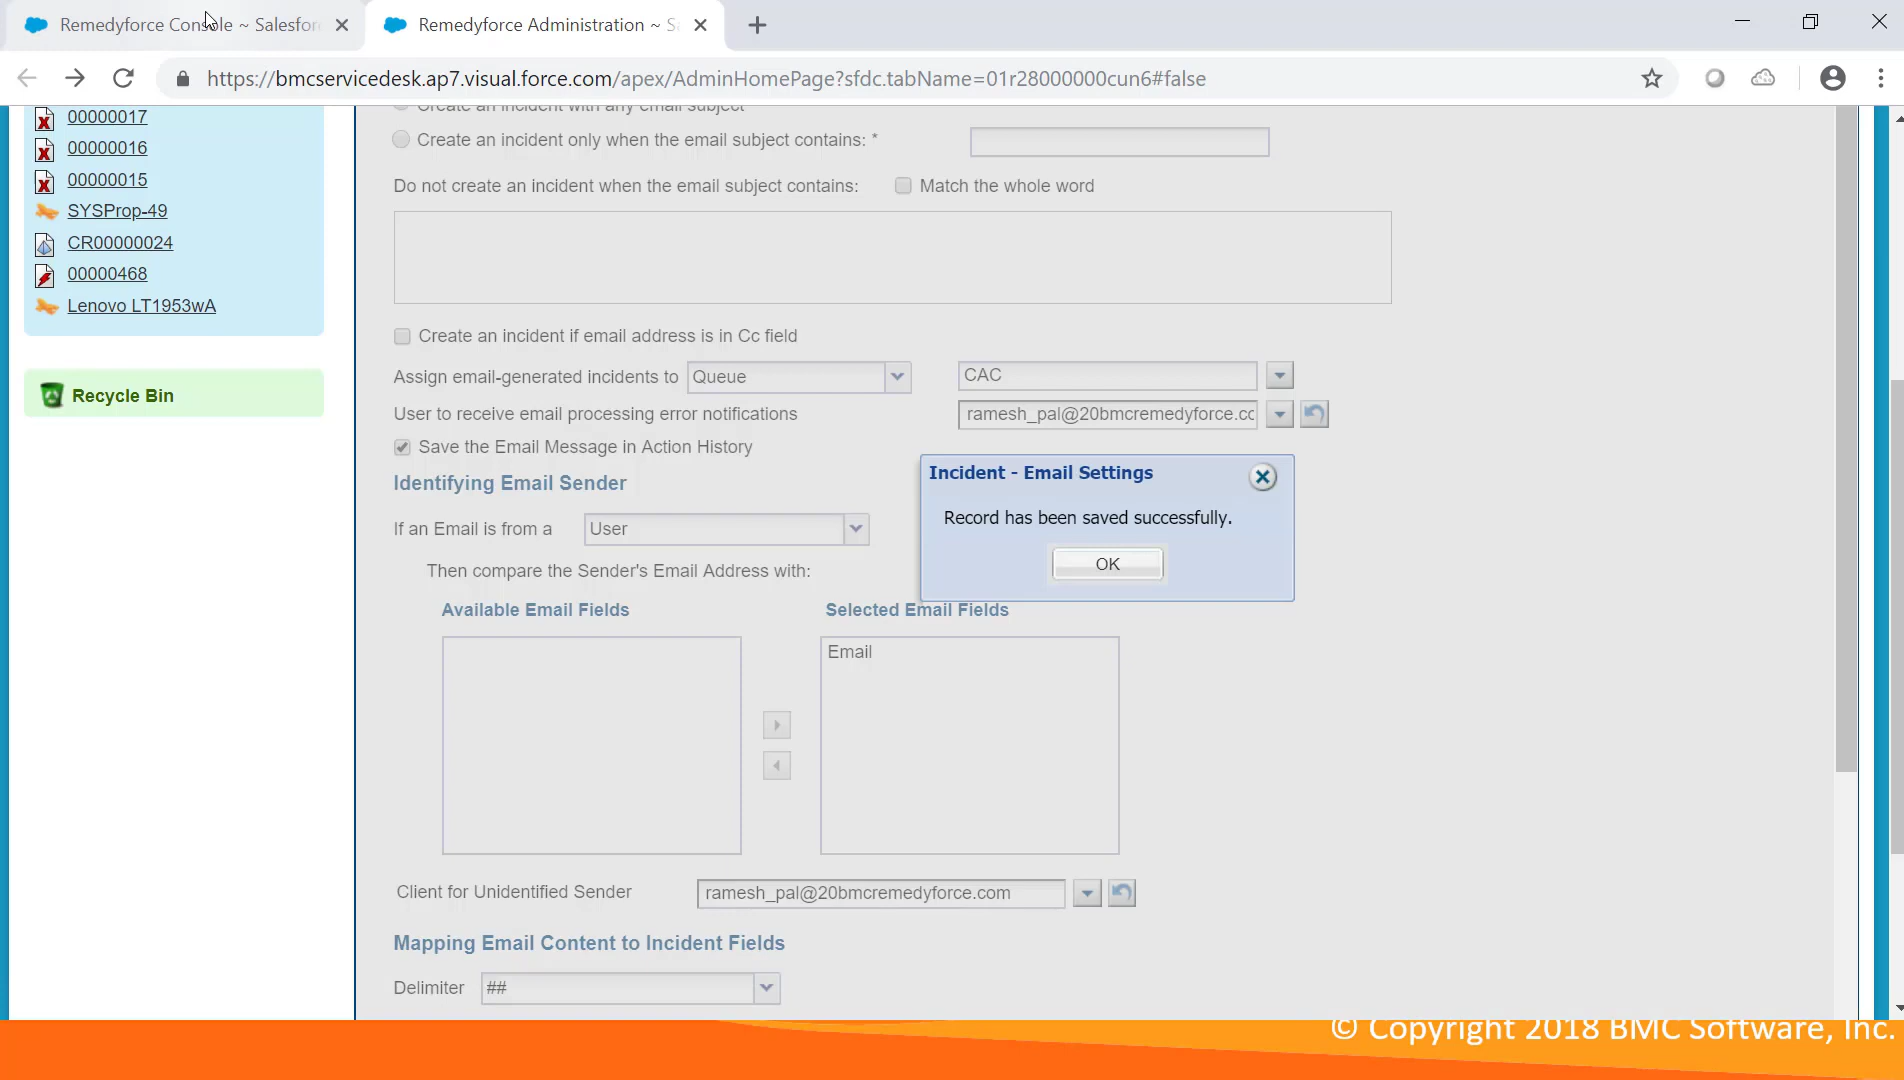 Remedyforce Console ~ Salesfor
Remedyforce Administration ~ S
https://bmcservicedesk.ap7.visual.force.com/apex/AdminHomePage?sfdc.tabName=01r28000000cun6#false
00000017
00000016
00000015
SYSProp-49
CR00000024
00000468
Lenovo LT1953wA
Recycle Bin
Create an incident with any email subject
Create an incident only when the email subject contains: *
Do not create an incident when the email subject contains: Match the whole word
Create an incident if email address is in Cc field
Assign email-generated incidents to Queue CAC
User to receive email processing error notifications ramesh_pal@20bmcremedyforce.cc
Save the Email Message in Action History
Identifying Email Sender
If an Email is from a User
Then compare the Sender's Email Address with:
Incident - Email Settings
Record has been saved successfully.
OK
Available Email Fields Selected Email Fields
Email
Client for Unidentified Sender ramesh_pal@20bmcremedyforce.com
Mapping Email Content to Incident Fields
Delimiter ##
© Copyright 2018 BMC Software, Inc.